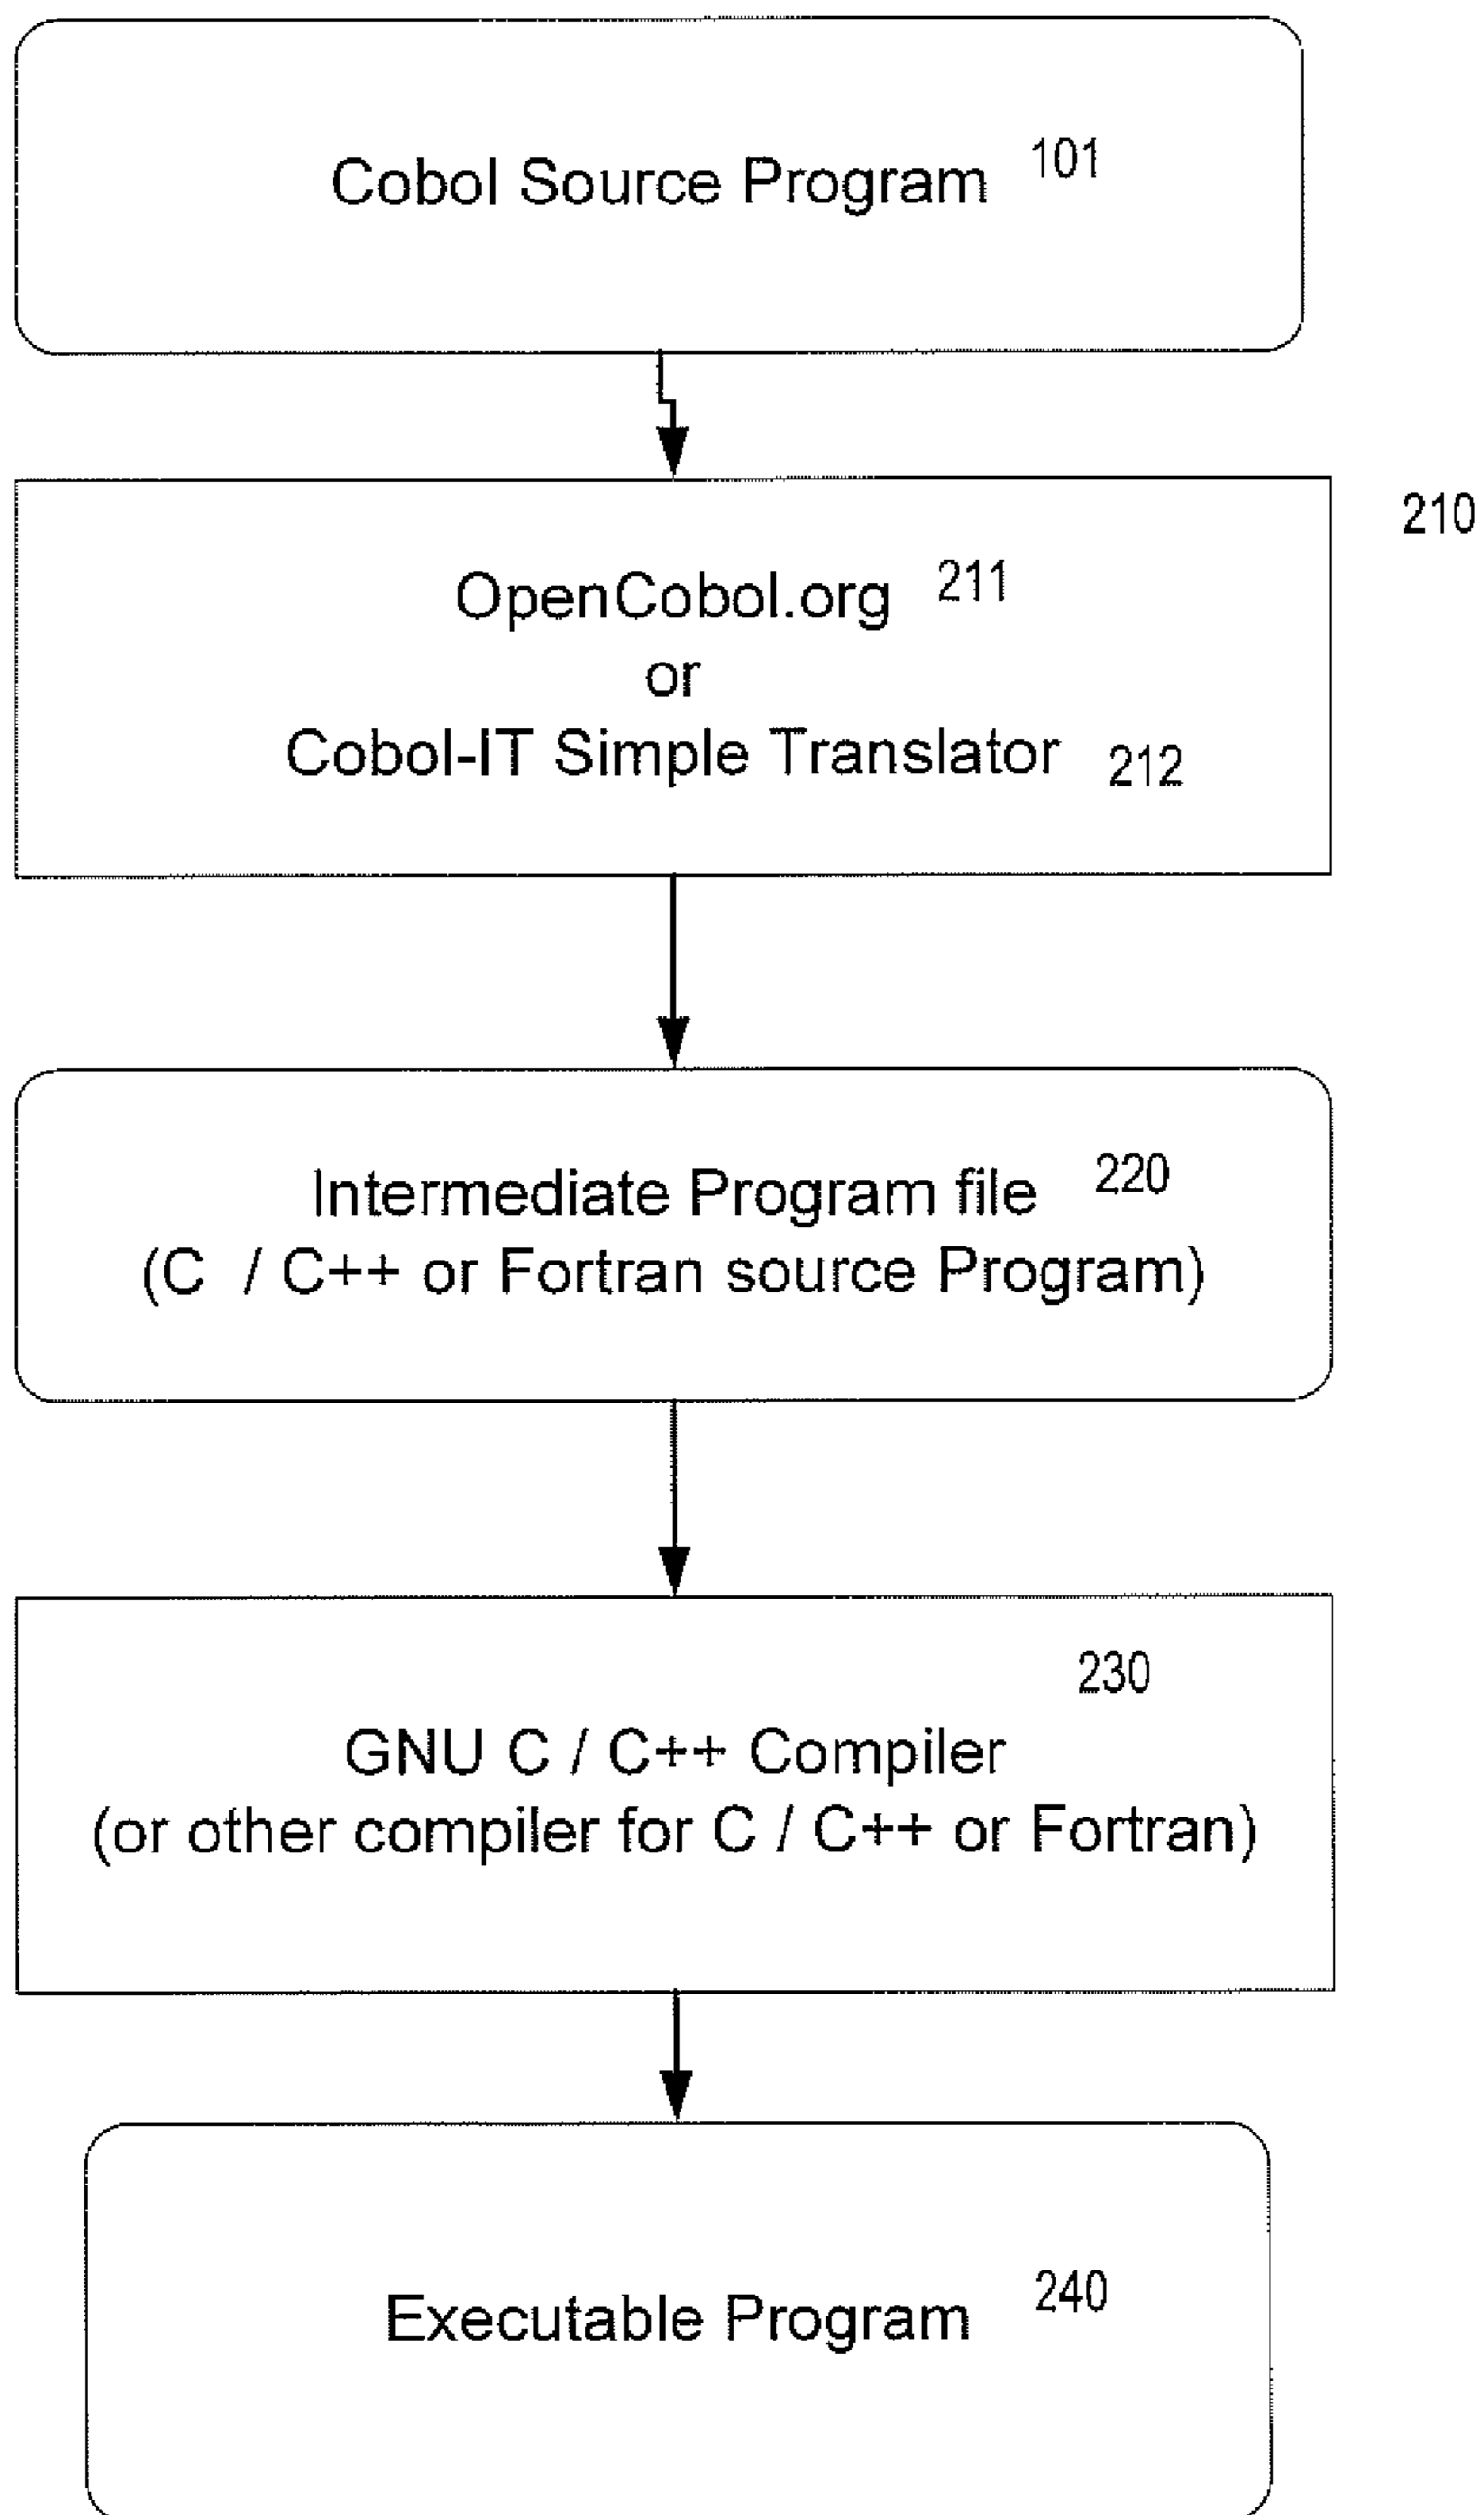 Cobol Source Program 101
210
OpenCobol.org 211
or
Cobol-IT Simple Translator 212
Intermediate Program file 220
(C / C++ or Fortran source Program)
230
GNU C / C++ Compiler
(or other compiler for C / C++ or Fortran)
Executable Program 240